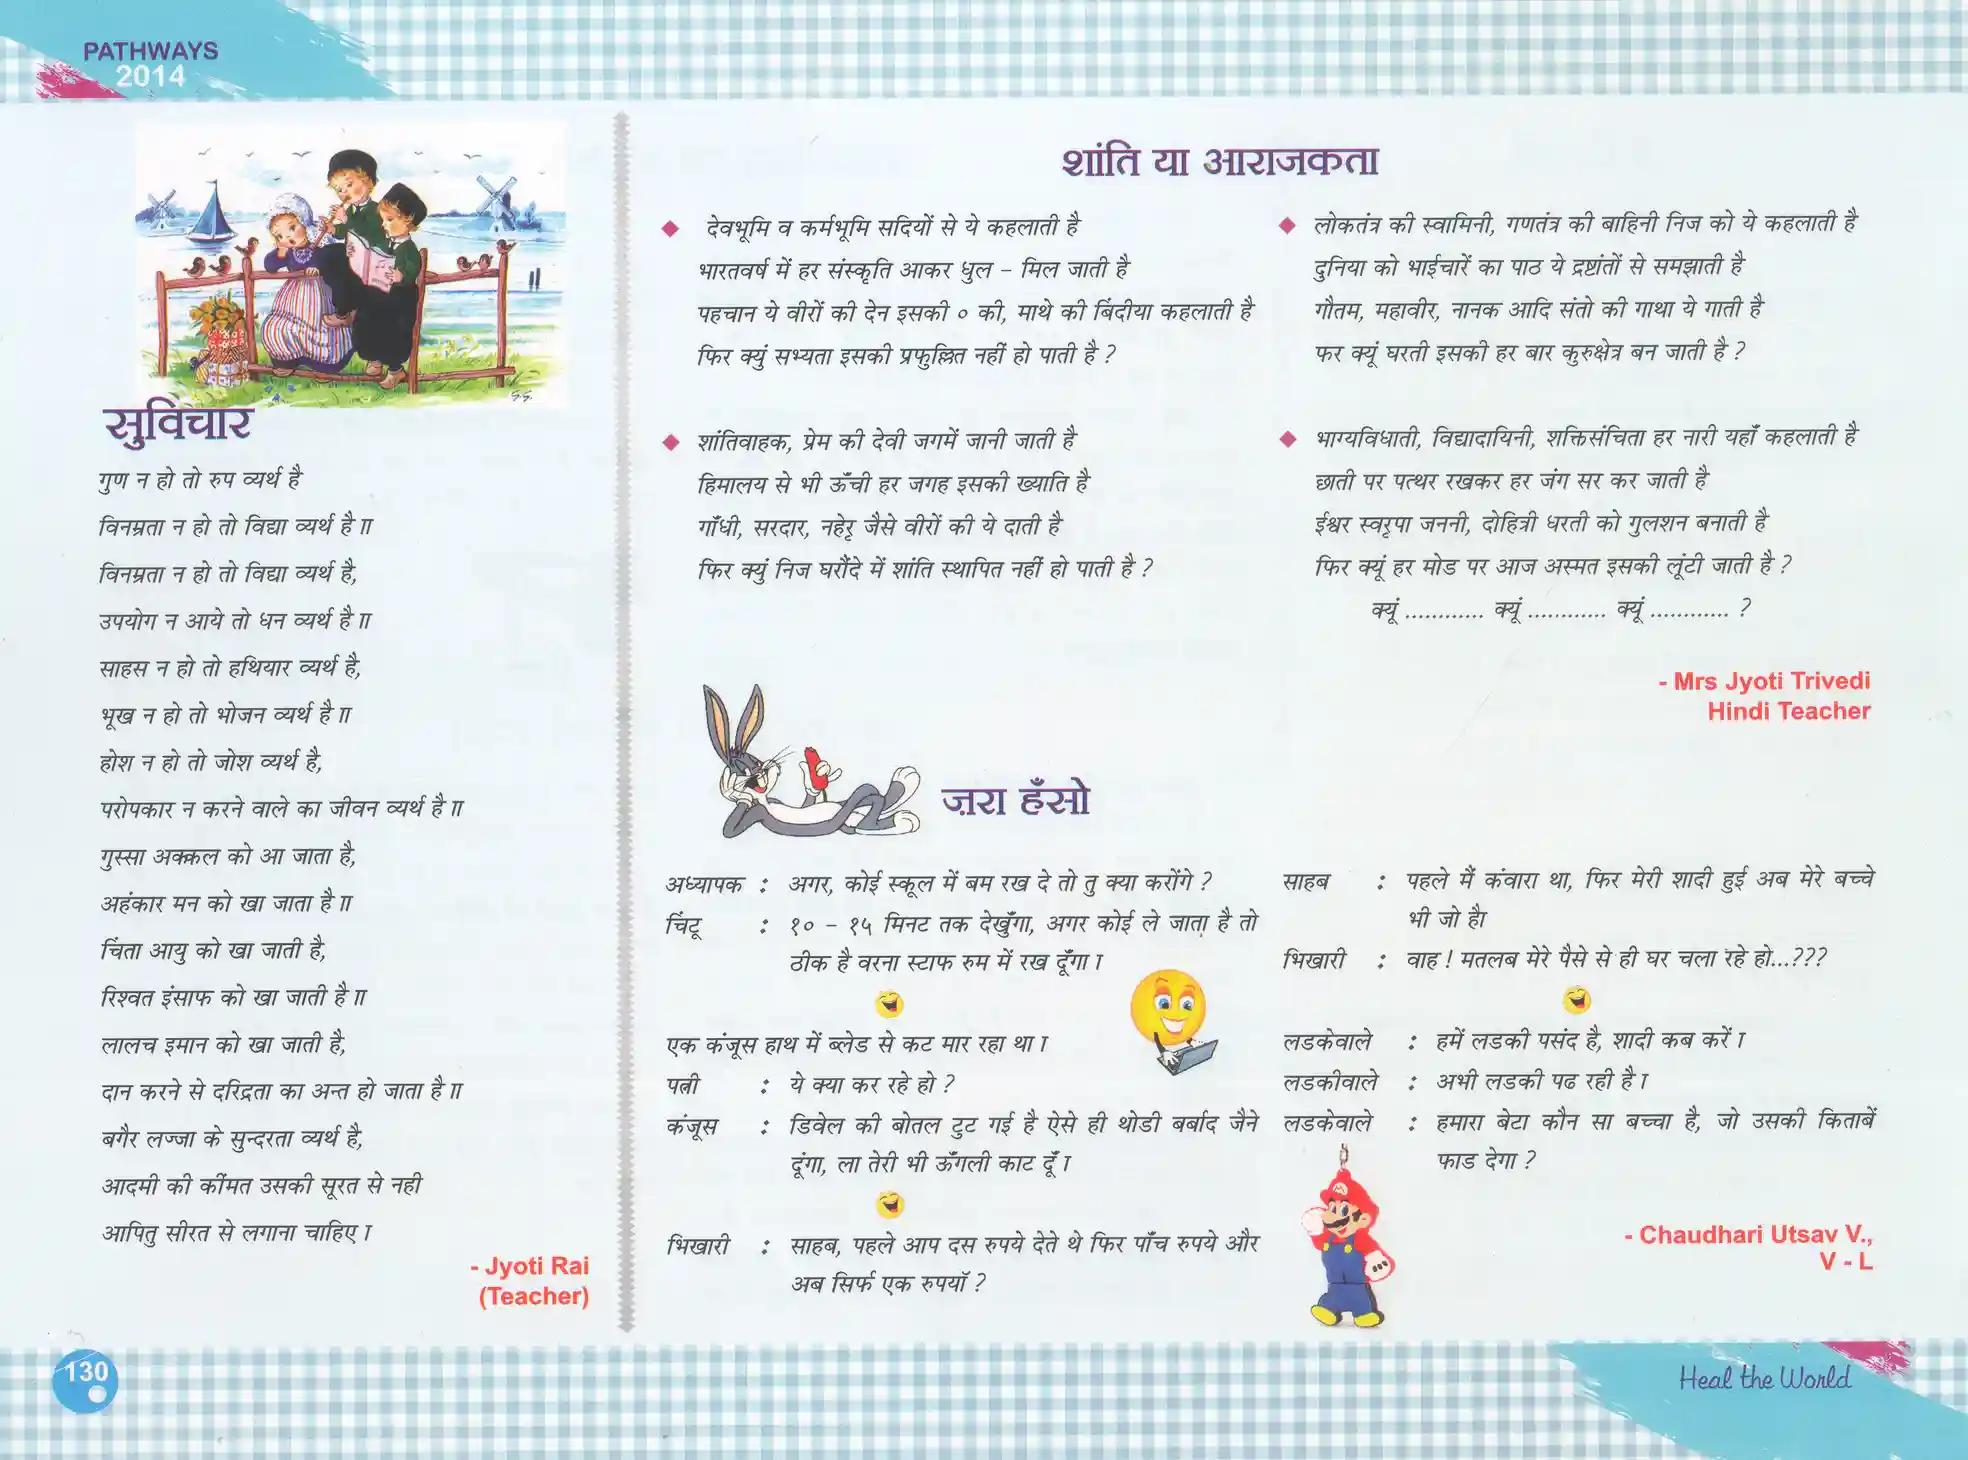 PATHWAYS
2014
सुविचार
गुण न हो तो रुप व्यर्थ है
विनम्रता न हो तो विद्या व्यर्थ है॥
विनम्रता न हो तो विद्या व्यर्थ है,
उपयोग न आये तो धन व्यर्थ है॥
साहस न हो तो हथियार व्यर्थ है,
भूख न हो तो भोजन व्यर्थ है॥
होश न हो तो जोश व्यर्थ है,
परोपकार न करने वाले का जीवन व्यर्थ है॥
गुस्सा अक्कल को आ जाता है,
अहंकार मन को खा जाता है॥
चिंता आयु को खा जाती है,
रिश्वत इंसाफ को खा जाती है॥
लालच इमान को खा जाती है,
दान करने से दरिद्रता का अन्त हो जाता है॥
बगैर लज्जा के सुन्दरता व्यर्थ है,
आदमी की कींमत उसकी सूरत से नही
आपितु सीरत से लगाना चाहिए।
- Jyoti Rai
(Teacher)
शांति या आराजकता
देवभूमि व कर्मभूमि सदियों से ये कहलाती है
भारतवर्ष में हर संस्कृति आकर धुल – मिल जाती है
पहचान ये वीरों की देन इसकी ० की, माथे की बिंदीया कहलाती है
फिर क्युं सभ्यता इसकी प्रफुल्लित नहीं हो पाती है ?
शांतिवाहक, प्रेम की देवी जगमें जानी जाती है
हिमालय से भी ऊँची हर जगह इसकी ख्याति है
गाँधी, सरदार, नहेरु जैसे वीरों की ये दाती है
फिर क्युं निज घरौंदे में शांति स्थापित नहीं हो पाती है ?
लोकतंत्र की स्वामिनी, गणतंत्र की बाहिनी निज को ये कहलाती है
दुनिया को भाईचारें का पाठ ये द्रष्टांतों से समझाती है
गौतम, महावीर, नानक आदि संतो की गाथा ये गाती है
फर क्यूं घरती इसकी हर बार कुरुक्षेत्र बन जाती है ?
भाग्यविधाती, विद्यादायिनी, शक्तिसंचिता हर नारी यहाँ कहलाती है
छाती पर पत्थर रखकर हर जंग सर कर जाती है
ईश्वर स्वरुपा जननी, दोहित्री धरती को गुलशन बनाती है
फिर क्यूं हर मोड पर आज अस्मत इसकी लूंटी जाती है ?
क्यूं ............ क्यूं ............ क्यूं ............ ?
- Mrs Jyoti Trivedi
Hindi Teacher
ज़रा हँसो
अध्यापक : अगर, कोई स्कूल में बम रख दे तो तु क्या करोंगे ?
चिंटू : १० – १५ मिनट तक देखुँगा, अगर कोई ले जाता है तो
ठीक है वरना स्टाफ रुम में रख दूँगा।
एक कंजूस हाथ में ब्लेड से कट मार रहा था।
पत्नी : ये क्या कर रहे हो ?
कंजूस : डिवेल की बोतल टुट गई है ऐसे ही थोडी बर्बाद जैने
दूंगा, ला तेरी भी ऊँगली काट दूँ।
भिखारी : साहब, पहले आप दस रुपये देते थे फिर पाँच रुपये और
अब सिर्फ एक रुपयॉ ?
साहब : पहले मैं कंवारा था, फिर मेरी शादी हुई अब मेरे बच्चे
भी जो है।
भिखारी : वाह ! मतलब मेरे पैसे से ही घर चला रहे हो...???
लडकेवाले : हमें लडकी पसंद है, शादी कब करें।
लडकीवाले : अभी लडकी पढ रही है।
लडकेवाले : हमारा बेटा कौन सा बच्चा है, जो उसकी किताबें
फाड देगा ?
- Chaudhari Utsav V.,
V - L
130
Heal the World